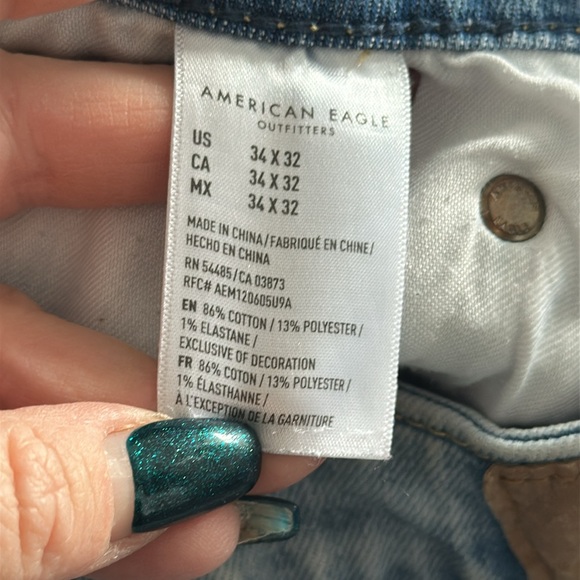 AMERICAN EAGLE
OUTFITTERS
US 34 X 32
CA 34 X 32
MX 34 X 32
MADE IN CHINA/FABRIQUÉ EN CHINE/
HECHO EN CHINA
RN 54485/CA 03873
RFC# AEM120605U9A
EN 86% COTTON / 13% POLYESTER /
1% ELASTANE /
EXCLUSIVE OF DECORATION
FR 86% COTON / 13% POLYESTER /
1% ÉLASTHANNE /
À L'EXCEPTION DE LA GARNITURE